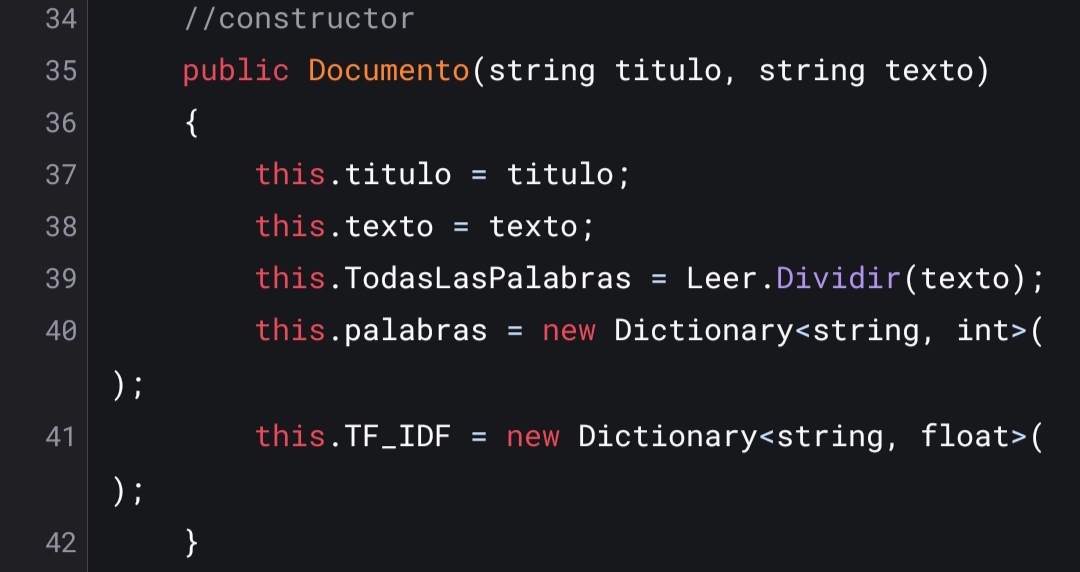 34 //constructor
35 public Documento(string titulo, string texto)
36 {
37 this.titulo = titulo;
38 this.texto = texto;
39 this.TodasLasPalabras = Leer.Dividir(texto);
40 this.palabras = new Dictionary<string, int>(
);
41 this.TF_IDF = new Dictionary<string, float>(
);
42 }